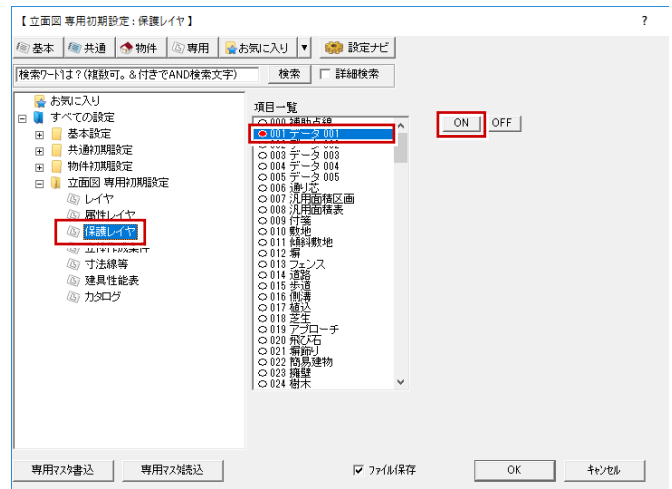 【 立面図 専用初期設定 : 保護レイヤ 】 ?
基本 共通 物件 専用 お気に入り ▼ 設定ナビ
検索ワードは？(複数可。＆付きでAND検索文字) 検索 詳細検索
お気に入り
すべての設定
基本設定
共通初期設定
物件初期設定
立面図 専用初期設定
レイヤ
属性レイヤ
保護レイヤ
立体作成条件
寸法線等
建具性能表
カタログ
項目一覧
000 補助点線
001 データ 001
002 データ 002
003 データ 003
004 データ 004
005 データ 005
006 通り芯
007 汎用面積区画
008 汎用面積表
009 付箋
010 敷地
011 傾斜敷地
012 塀
013 フェンス
014 道路
015 歩道
016 側溝
017 植込
018 芝生
019 アプローチ
020 飛び石
021 塀飾り
022 簡易建物
023 擁壁
024 樹木
ON OFF
専用マスタ書込 専用マスタ読込 ファイル保存 OK キャンセル